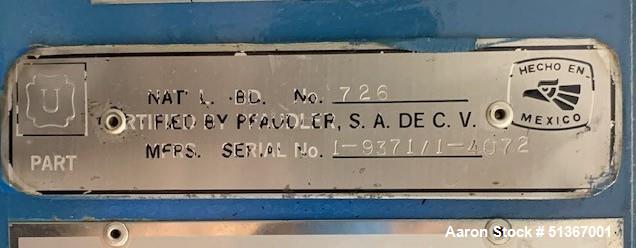 U
PART
NAT'L. BD. No. 726
CERTIFIED BY PFAUDLER, S. A. DE C. V.
MFRS. SERIAL No. 1-9371/1-4072
HECHO EN
MEXICO
Aaron Stock # 51367001